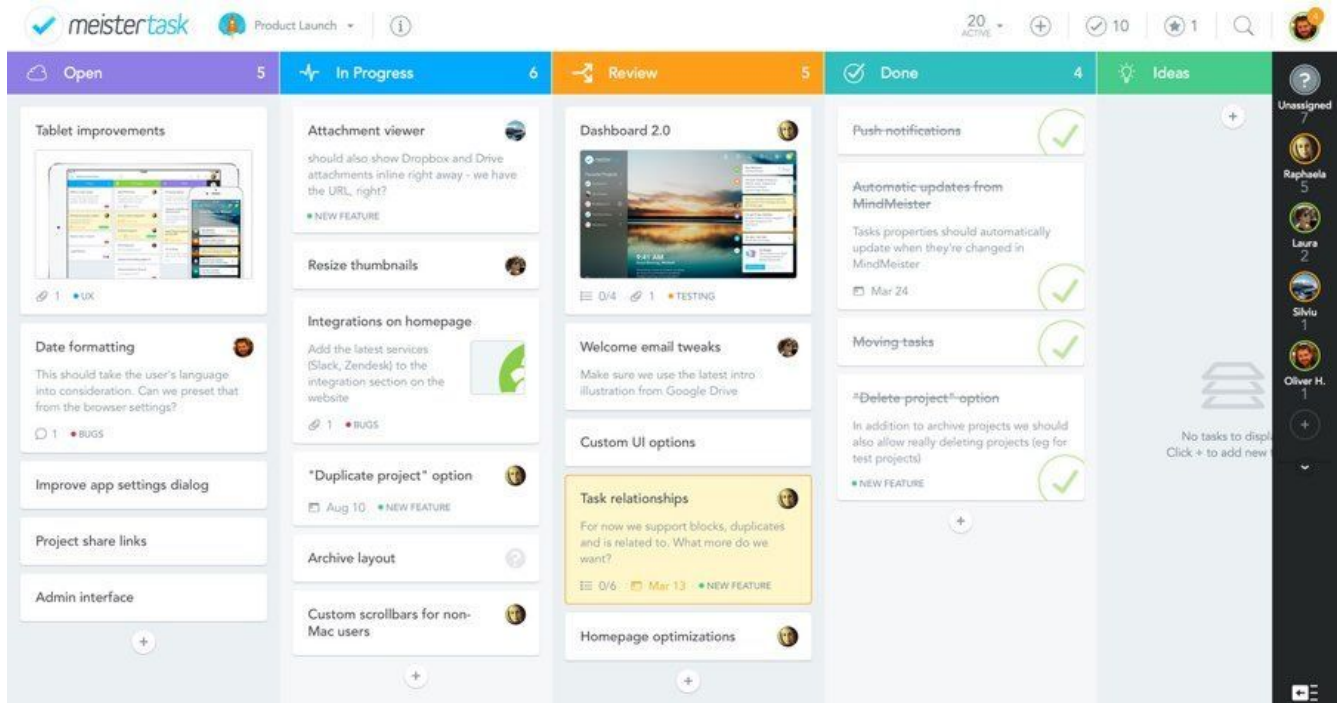 meistertask
Product Launch
20
ACTIVE
10
1
4
Open 5
Tablet improvements
1 UX
Date formatting
This should take the user's language
into consideration. Can we preset that
from the browser settings?
1 BUGS
Improve app settings dialog
Project share links
Admin interface
In Progress 6
Attachment viewer
should also show Dropbox and Drive
attachments inline right away - we have
the URL, right?
NEW FEATURE
Resize thumbnails
Integrations on homepage
Add the latest services
(Slack, Zendesk) to the
integration section on the
website
1 BUGS
"Duplicate project" option
Aug 10 NEW FEATURE
Archive layout
Custom scrollbars for non-
Mac users
Review 5
Dashboard 2.0
9:41 AM
0/4 1 TESTING
Welcome email tweaks
Make sure we use the latest intro
illustration from Google Drive
Custom UI options
Task relationships
For now we support blocks, duplicates
and is related to. What more do we
want?
0/6 Mar 13 NEW FEATURE
Homepage optimizations
Done 4
Push notifications
Automatic updates from
MindMeister
Tasks properties should automatically
update when they're changed in
MindMeister
Mar 24
Moving tasks
"Delete project" option
In addition to archive projects we should
also allow really deleting projects (eg for
test projects)
NEW FEATURE
Ideas
No tasks to displ
Click + to add new t
Unassigned
7
Raphaela
5
Laura
2
Silviu
1
Oliver H.
1